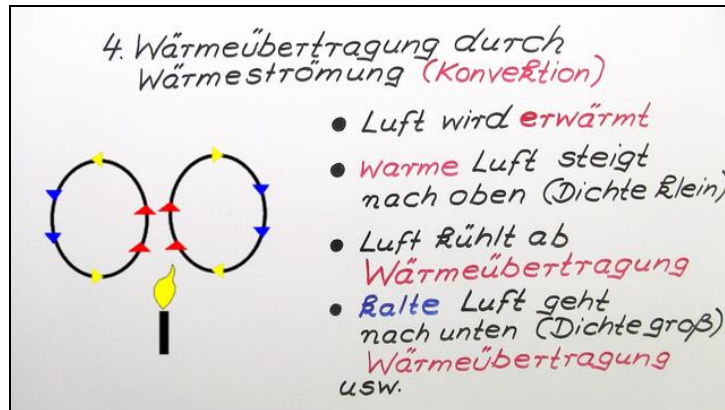 4. Wärmeübertragung durch
Wärmeströmung (Konvektion)
• Luft wird erwärmt
• warme Luft steigt
nach oben (Dichte klein)
• Luft kühlt ab
Wärmeübertragung
• kalte Luft geht
nach unten (Dichte groß)
Wärmeübertragung
usw.